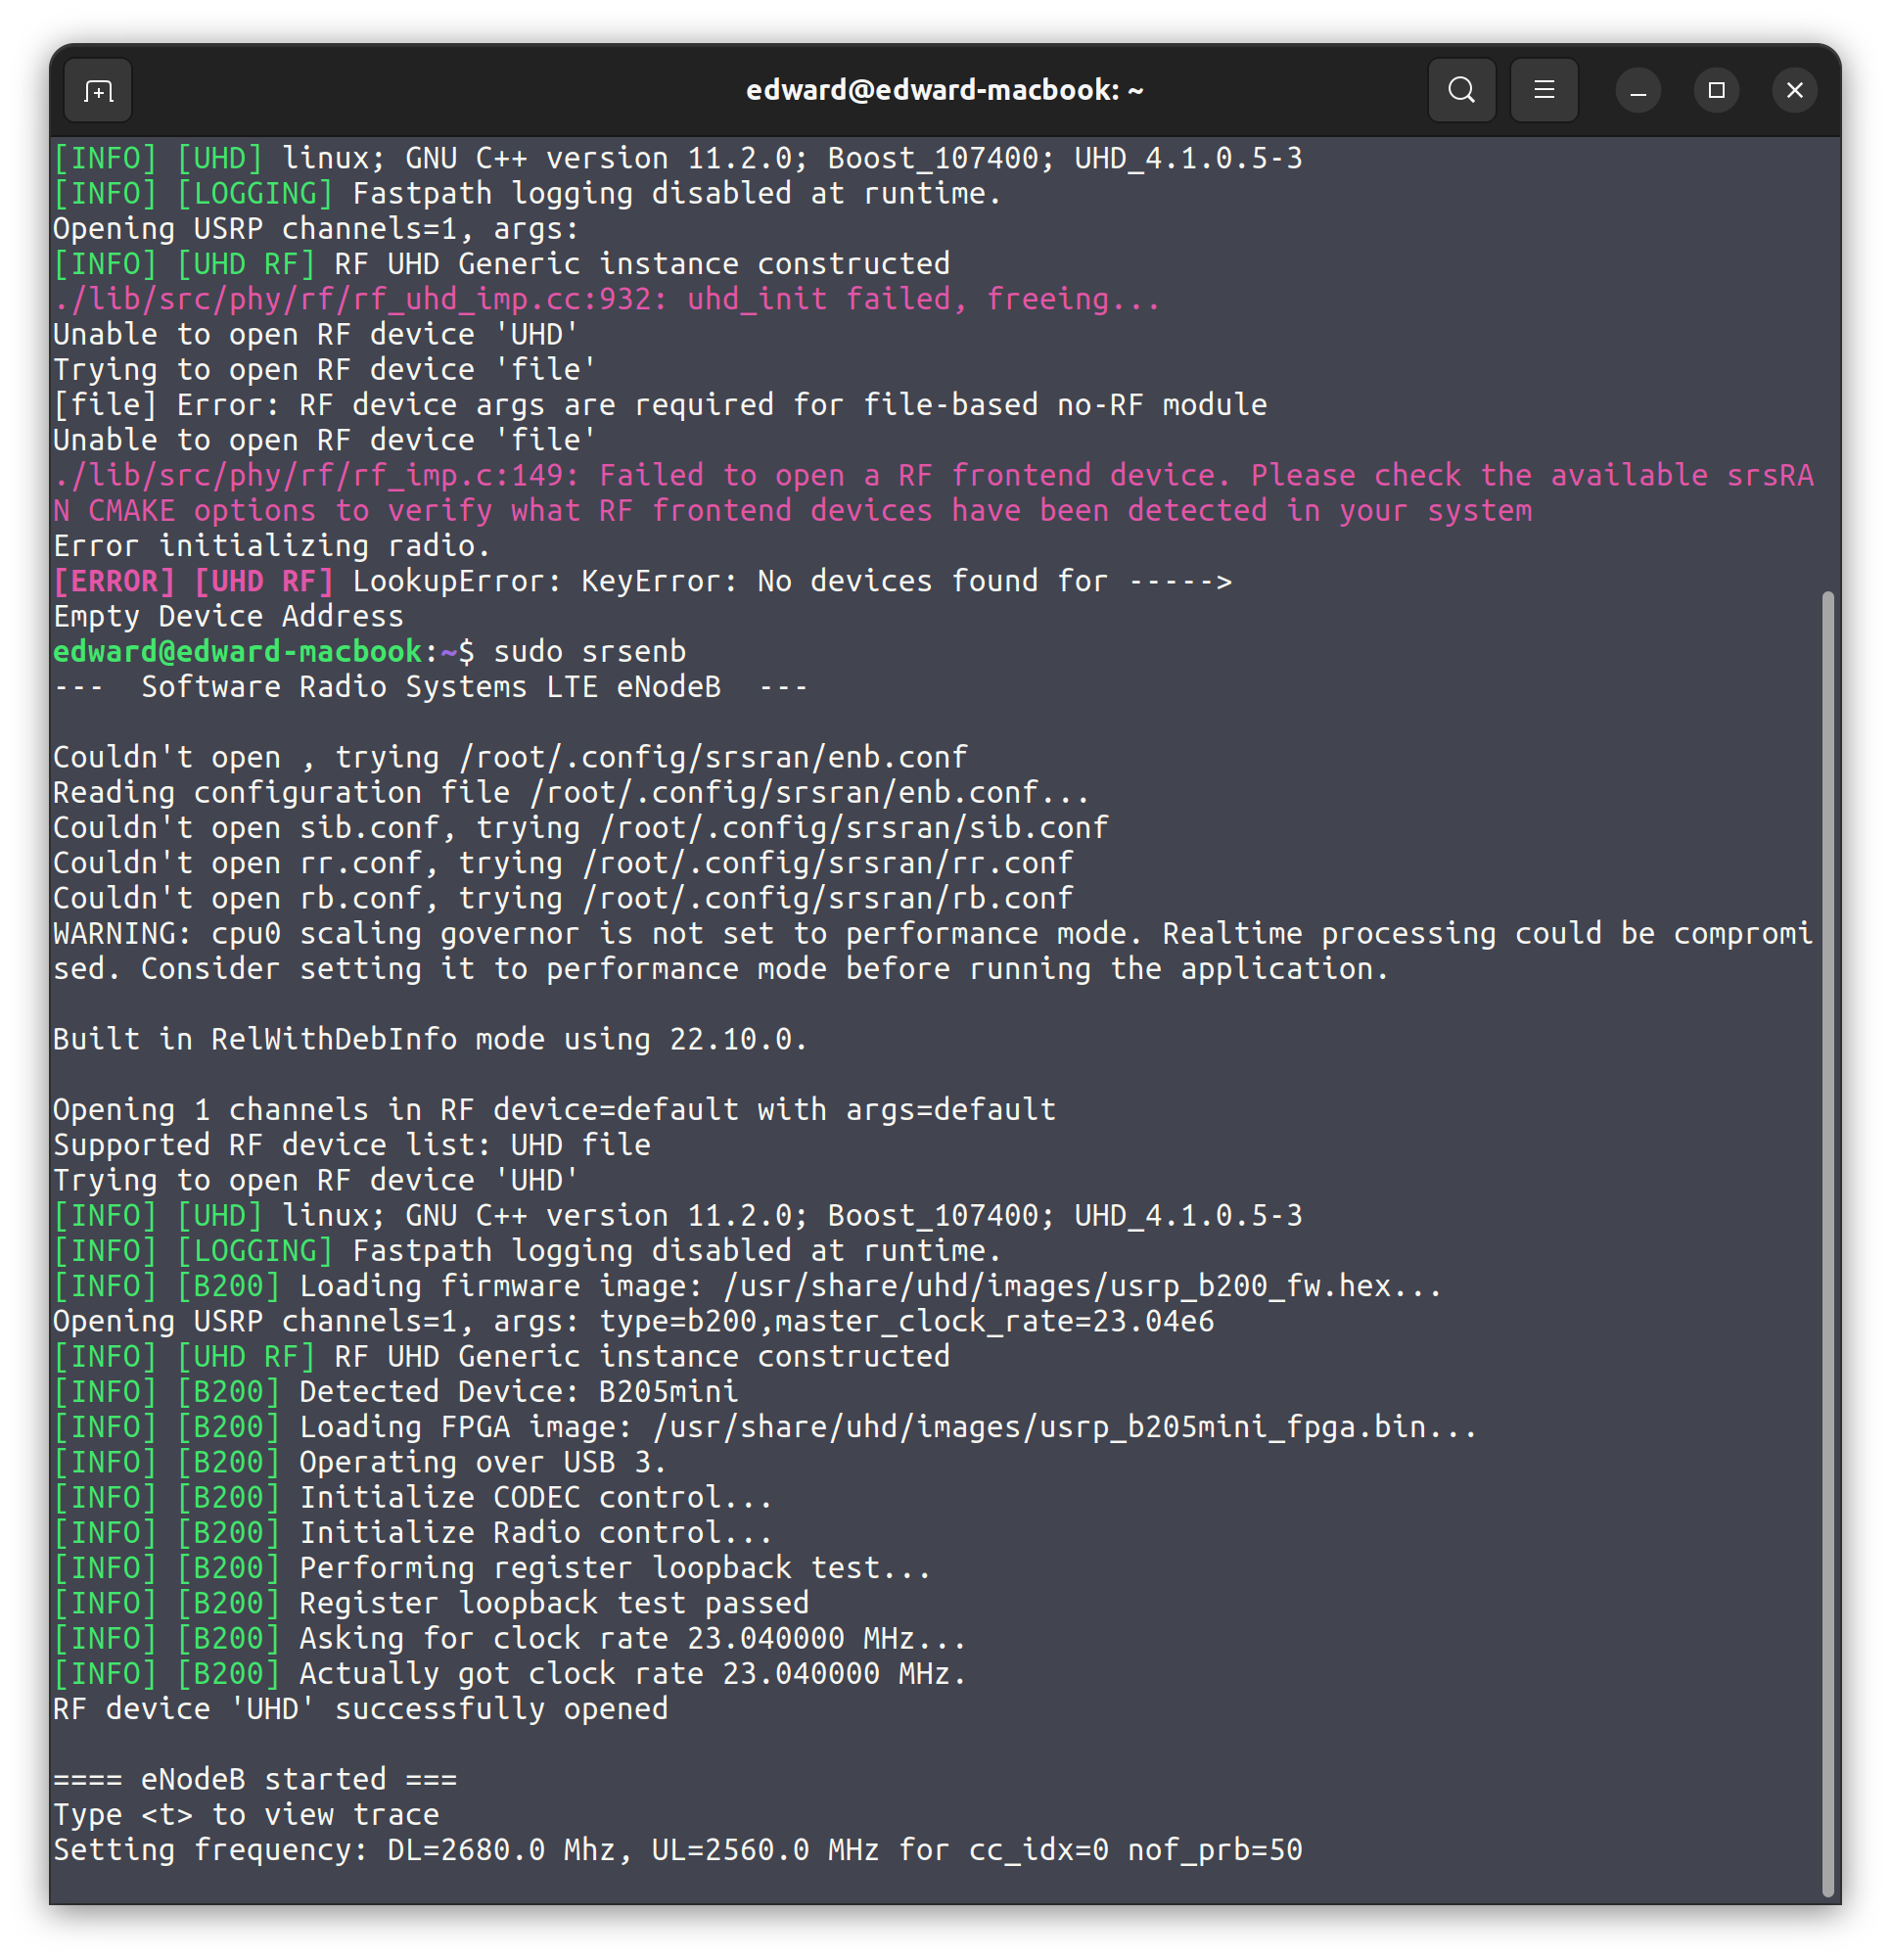 edward@edward-macbook: ~
[INFO] [UHD] linux; GNU C++ version 11.2.0; Boost_107400; UHD_4.1.0.5-3
[INFO] [LOGGING] Fastpath logging disabled at runtime.
Opening USRP channels=1, args:
[INFO] [UHD RF] RF UHD Generic instance constructed
./lib/src/phy/rf/rf_uhd_imp.cc:932: uhd_init failed, freeing...
Unable to open RF device 'UHD'
Trying to open RF device 'file'
[file] Error: RF device args are required for file-based no-RF module
Unable to open RF device 'file'
./lib/src/phy/rf/rf_imp.c:149: Failed to open a RF frontend device. Please check the available srsRA
N CMAKE options to verify what RF frontend devices have been detected in your system
Error initializing radio.
[ERROR] [UHD RF] LookupError: KeyError: No devices found for ----->
Empty Device Address
edward@edward-macbook:~$ sudo srsenb
---  Software Radio Systems LTE eNodeB  ---
Couldn't open , trying /root/.config/srsran/enb.conf
Reading configuration file /root/.config/srsran/enb.conf...
Couldn't open sib.conf, trying /root/.config/srsran/sib.conf
Couldn't open rr.conf, trying /root/.config/srsran/rr.conf
Couldn't open rb.conf, trying /root/.config/srsran/rb.conf
WARNING: cpu0 scaling governor is not set to performance mode. Realtime processing could be compromi
sed. Consider setting it to performance mode before running the application.
Built in RelWithDebInfo mode using 22.10.0.
Opening 1 channels in RF device=default with args=default
Supported RF device list: UHD file
Trying to open RF device 'UHD'
[INFO] [UHD] linux; GNU C++ version 11.2.0; Boost_107400; UHD_4.1.0.5-3
[INFO] [LOGGING] Fastpath logging disabled at runtime.
[INFO] [B200] Loading firmware image: /usr/share/uhd/images/usrp_b200_fw.hex...
Opening USRP channels=1, args: type=b200,master_clock_rate=23.04e6
[INFO] [UHD RF] RF UHD Generic instance constructed
[INFO] [B200] Detected Device: B205mini
[INFO] [B200] Loading FPGA image: /usr/share/uhd/images/usrp_b205mini_fpga.bin...
[INFO] [B200] Operating over USB 3.
[INFO] [B200] Initialize CODEC control...
[INFO] [B200] Initialize Radio control...
[INFO] [B200] Performing register loopback test...
[INFO] [B200] Register loopback test passed
[INFO] [B200] Asking for clock rate 23.040000 MHz...
[INFO] [B200] Actually got clock rate 23.040000 MHz.
RF device 'UHD' successfully opened
==== eNodeB started ===
Type <t> to view trace
Setting frequency: DL=2680.0 Mhz, UL=2560.0 MHz for cc_idx=0 nof_prb=50